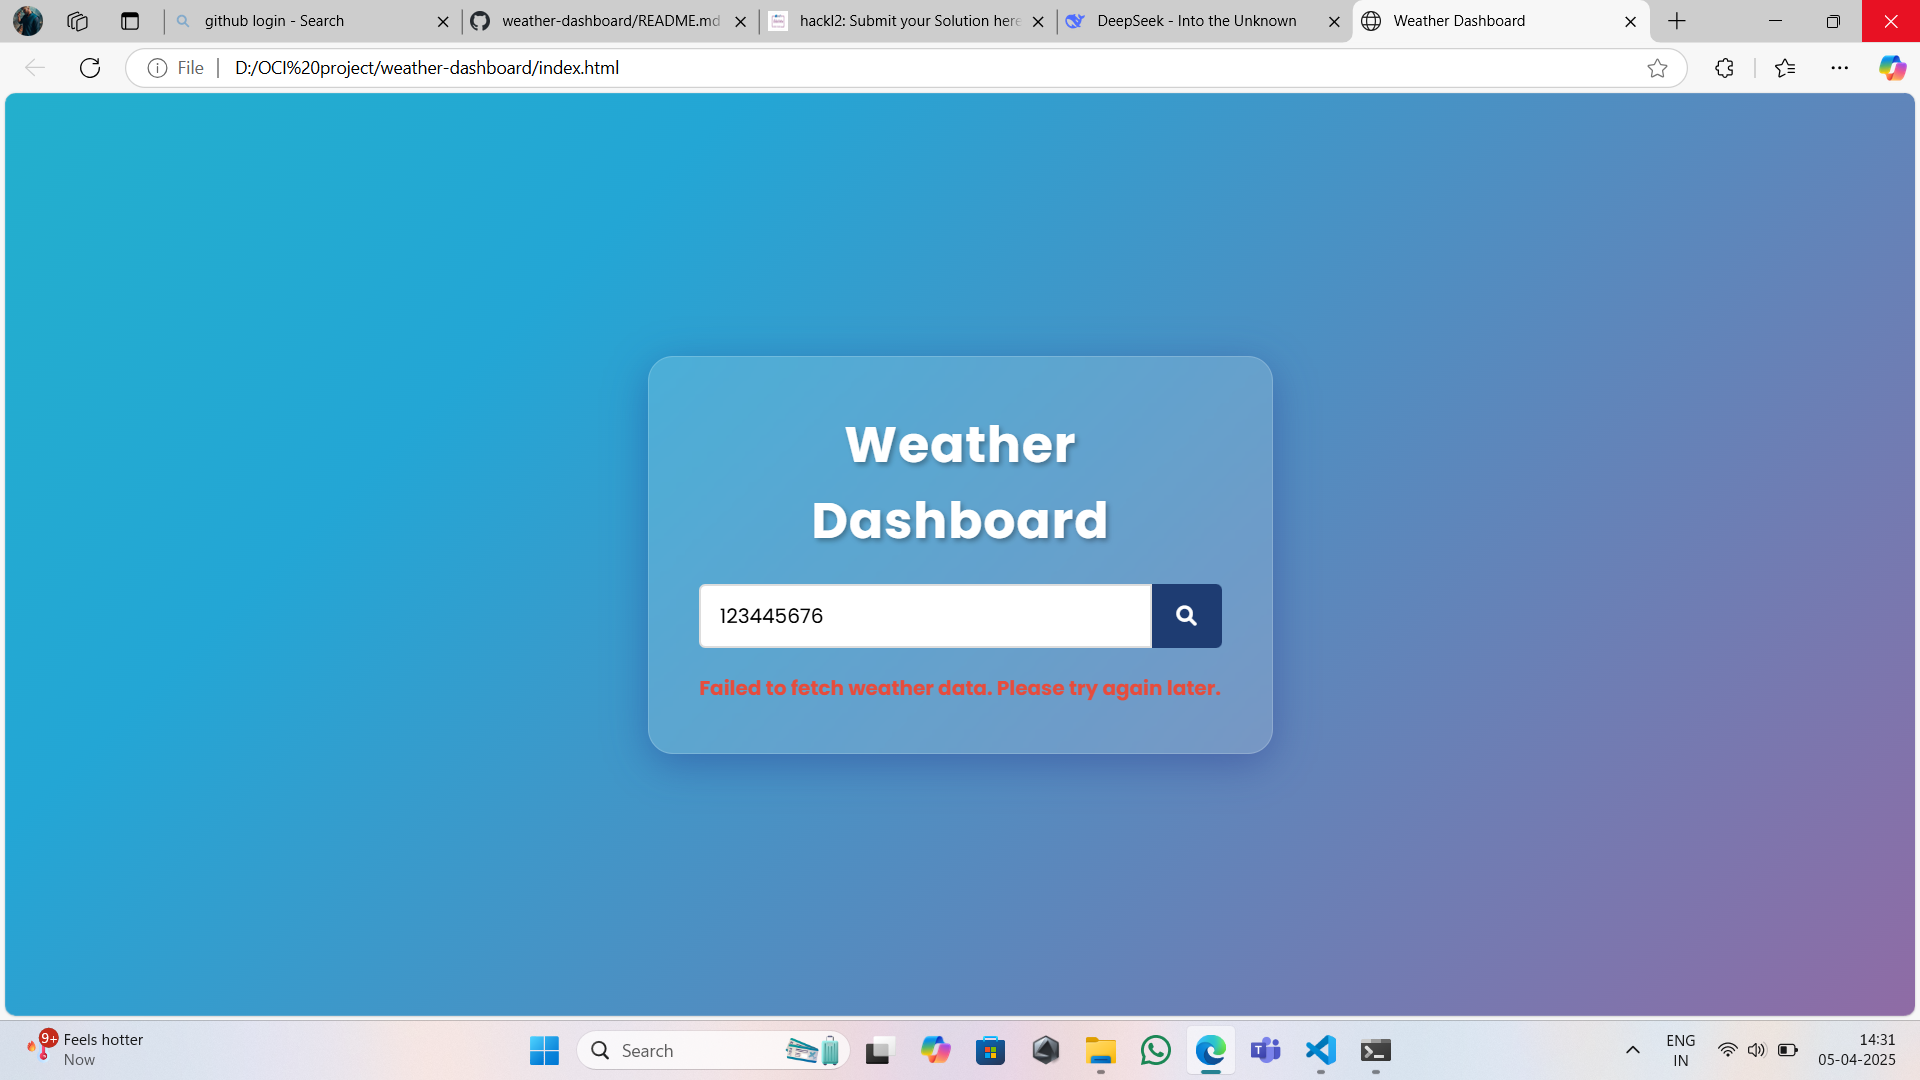 github login - Search
weather-dashboard/README.md
hackl2: Submit your Solution here
DeepSeek - Into the Unknown
Weather Dashboard
File
D:/OCI%20project/weather-dashboard/index.html
Weather
Dashboard
123445676
Failed to fetch weather data. Please try again later.
9+
Feels hotter
Now
Search
ENG
IN
14:31
05-04-2025